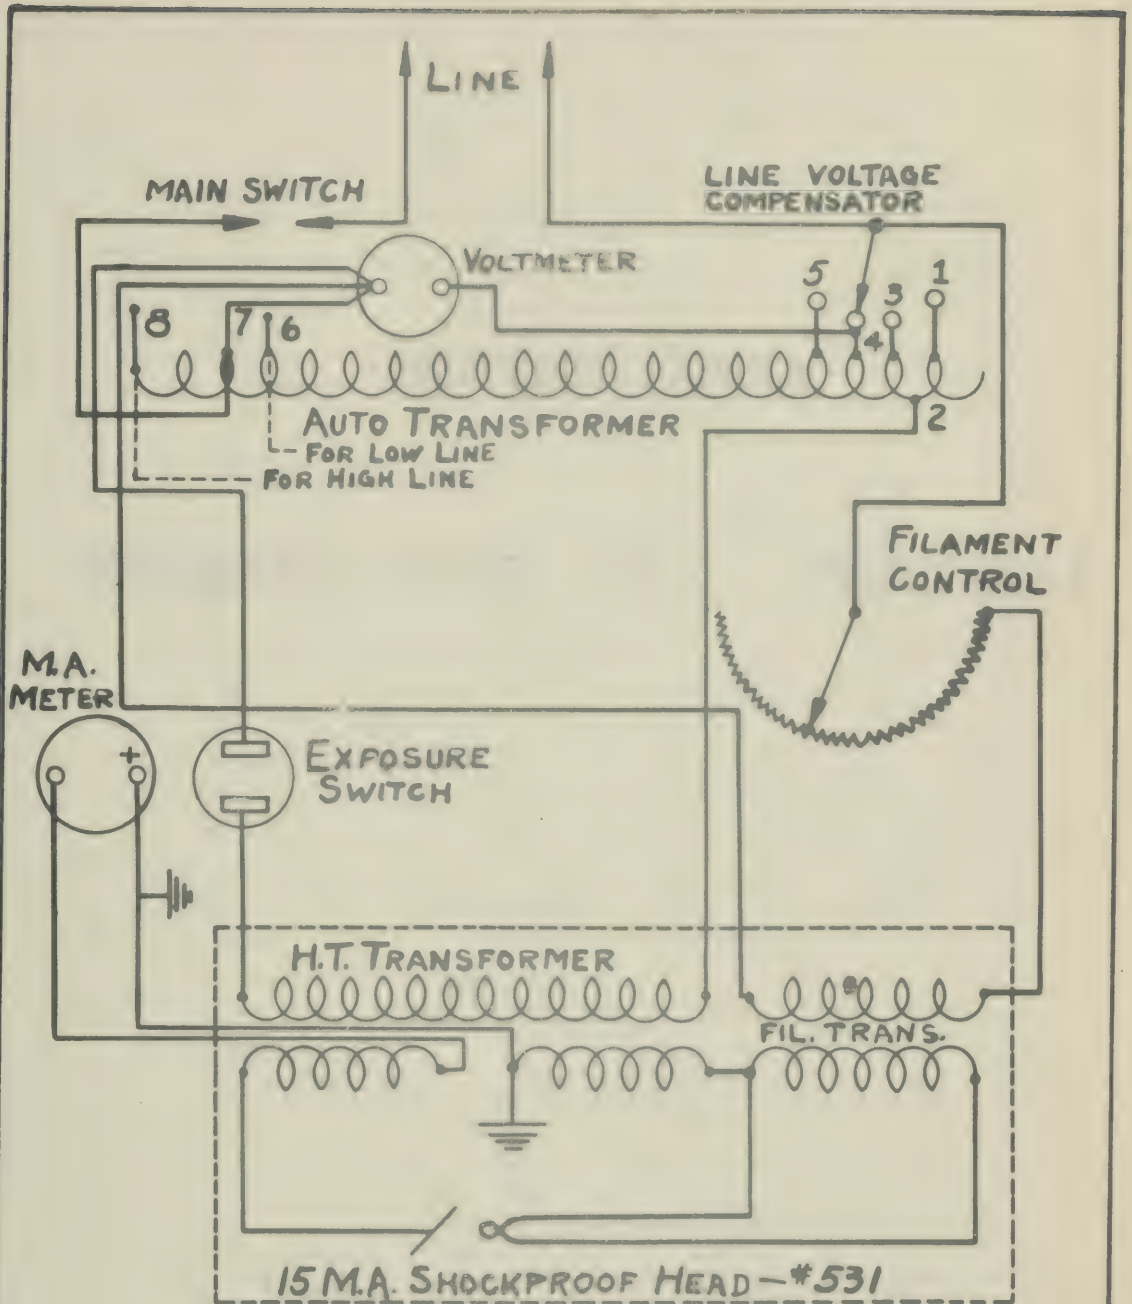 LINE
MAIN SWITCH
LINE VOLTAGE
COMPENSATOR
VOLTMETER
5
3
1
8
7
6
4
2
AUTO TRANSFORMER
FOR LOW LINE
FOR HIGH LINE
FILAMENT
CONTROL
M.A.
METER
+
EXPOSURE
SWITCH
H.T. TRANSFORMER
FIL. TRANS.
15 M.A. SHOCKPROOF HEAD - #531